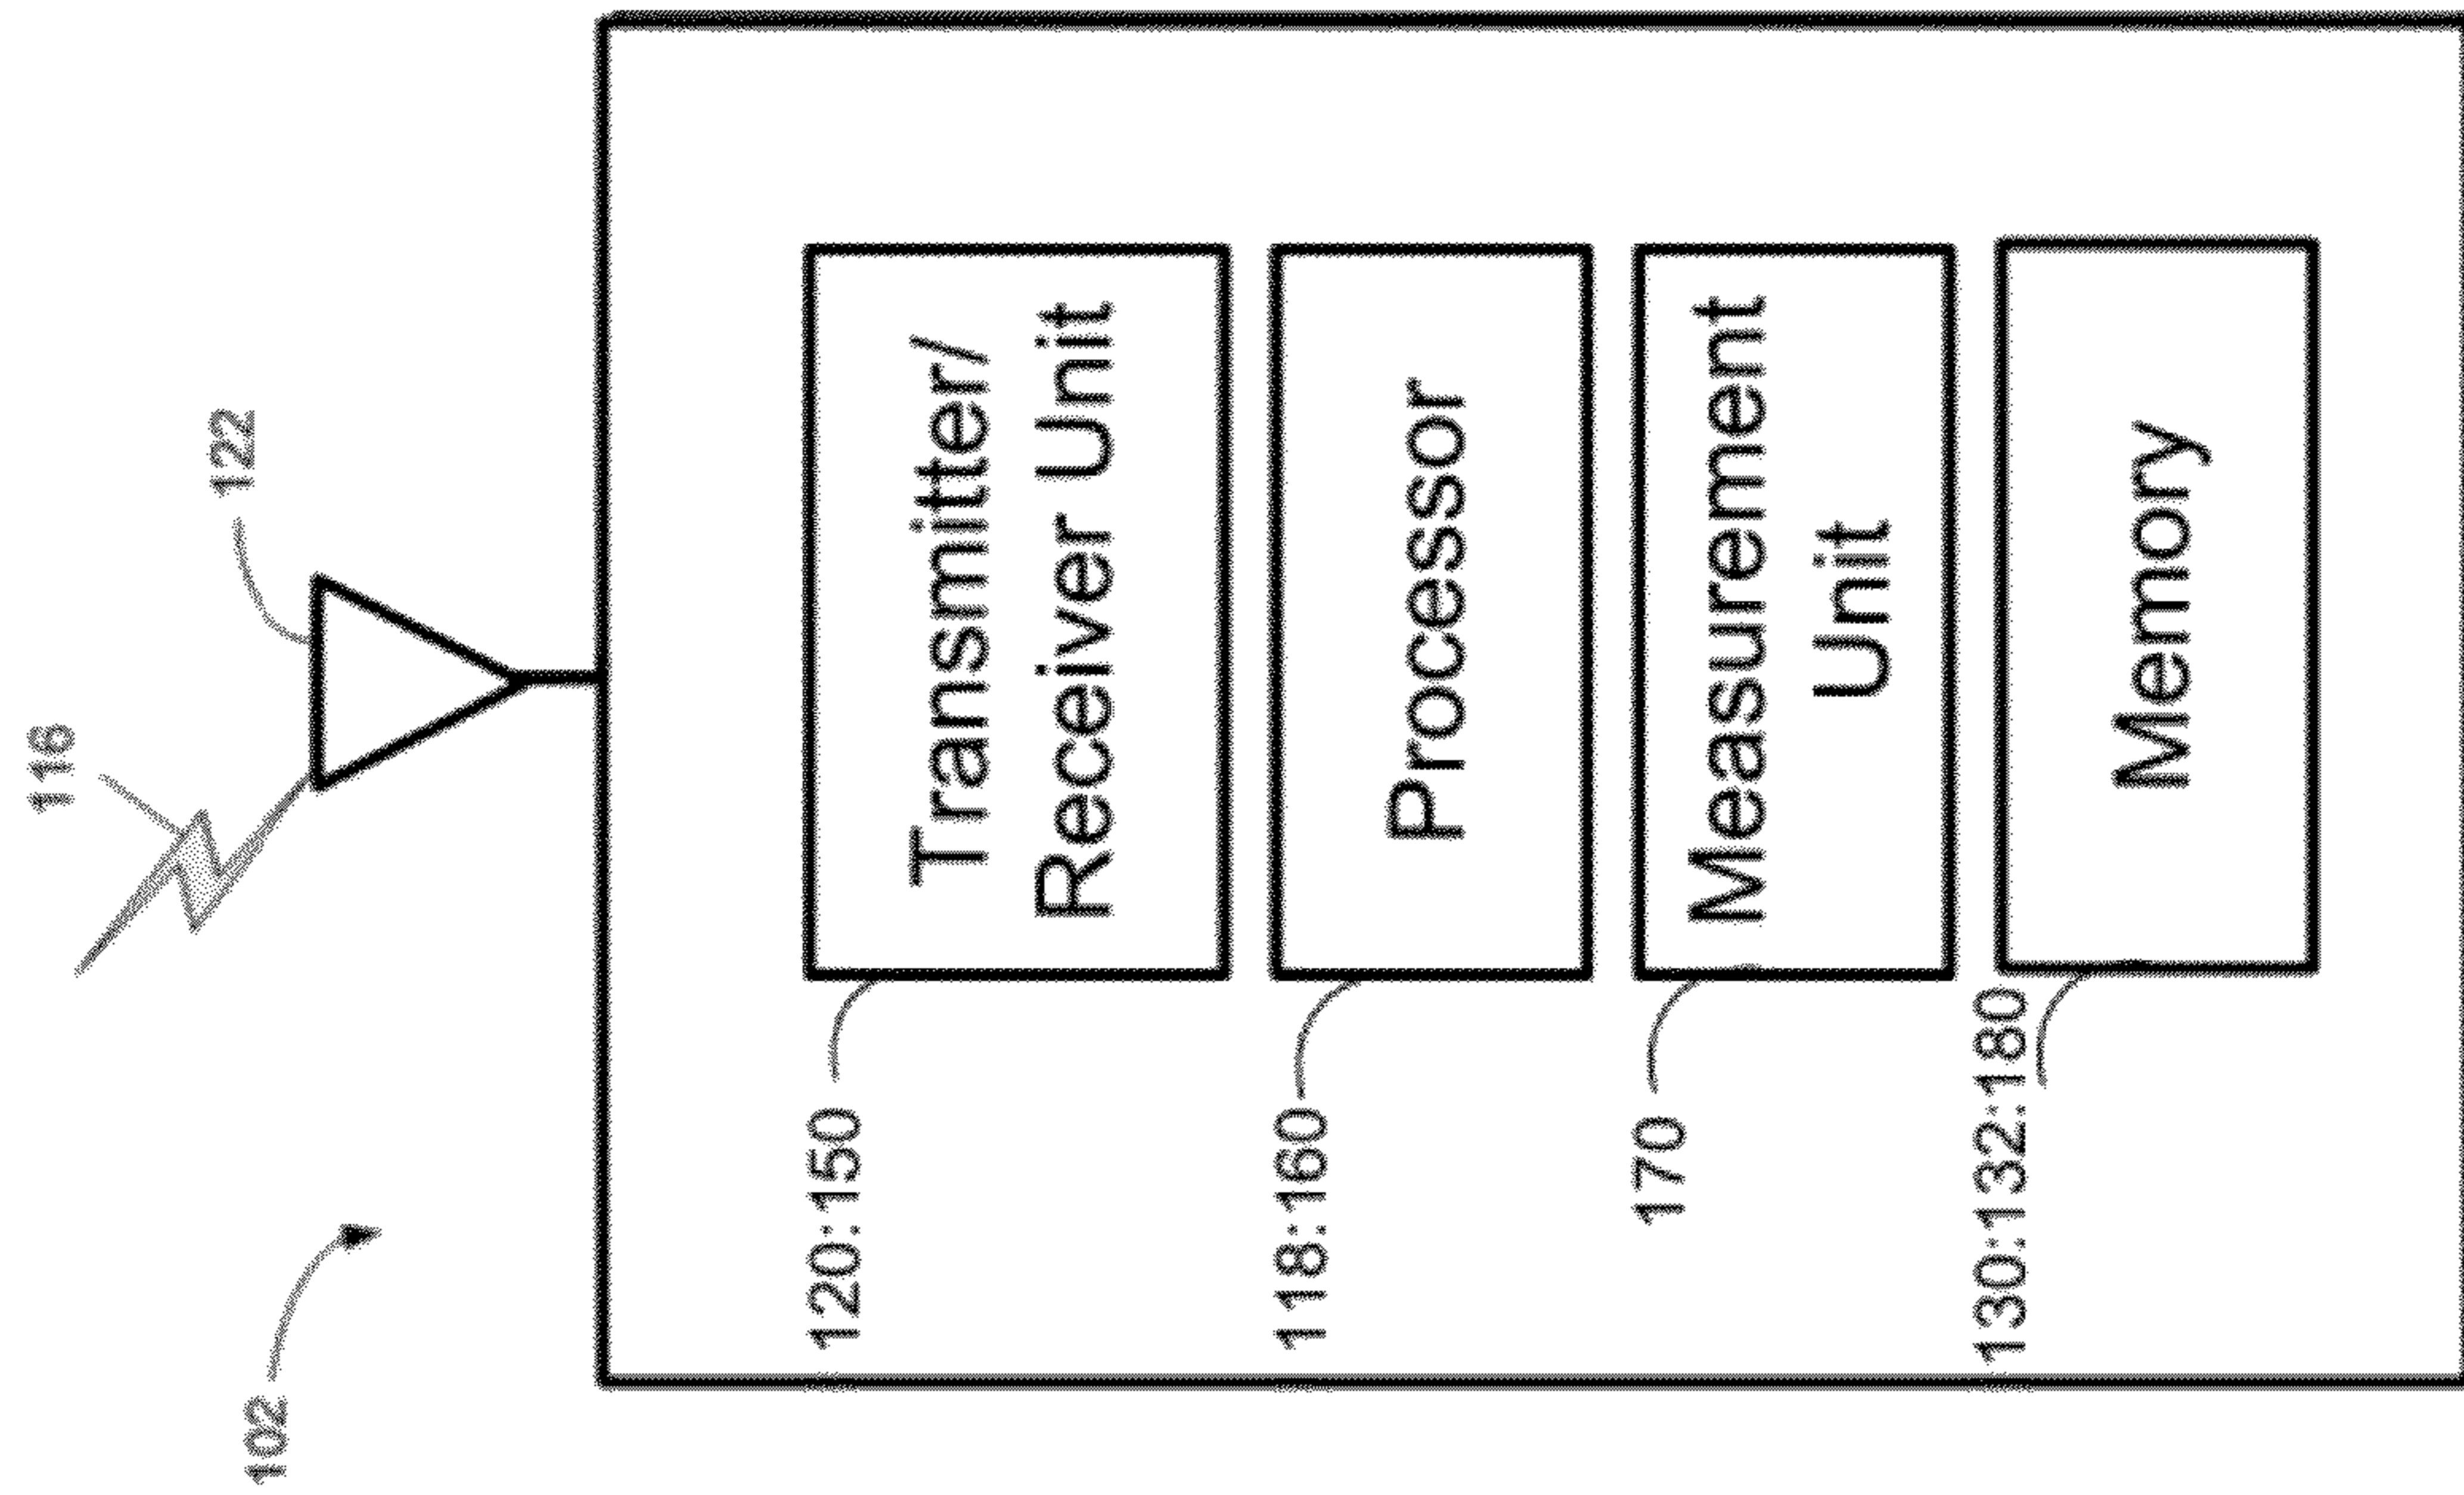 102
116
122
120:150
Transmitter/
Receiver Unit
118:160
Processor
170
Measurement
Unit
130:132:180
Memory